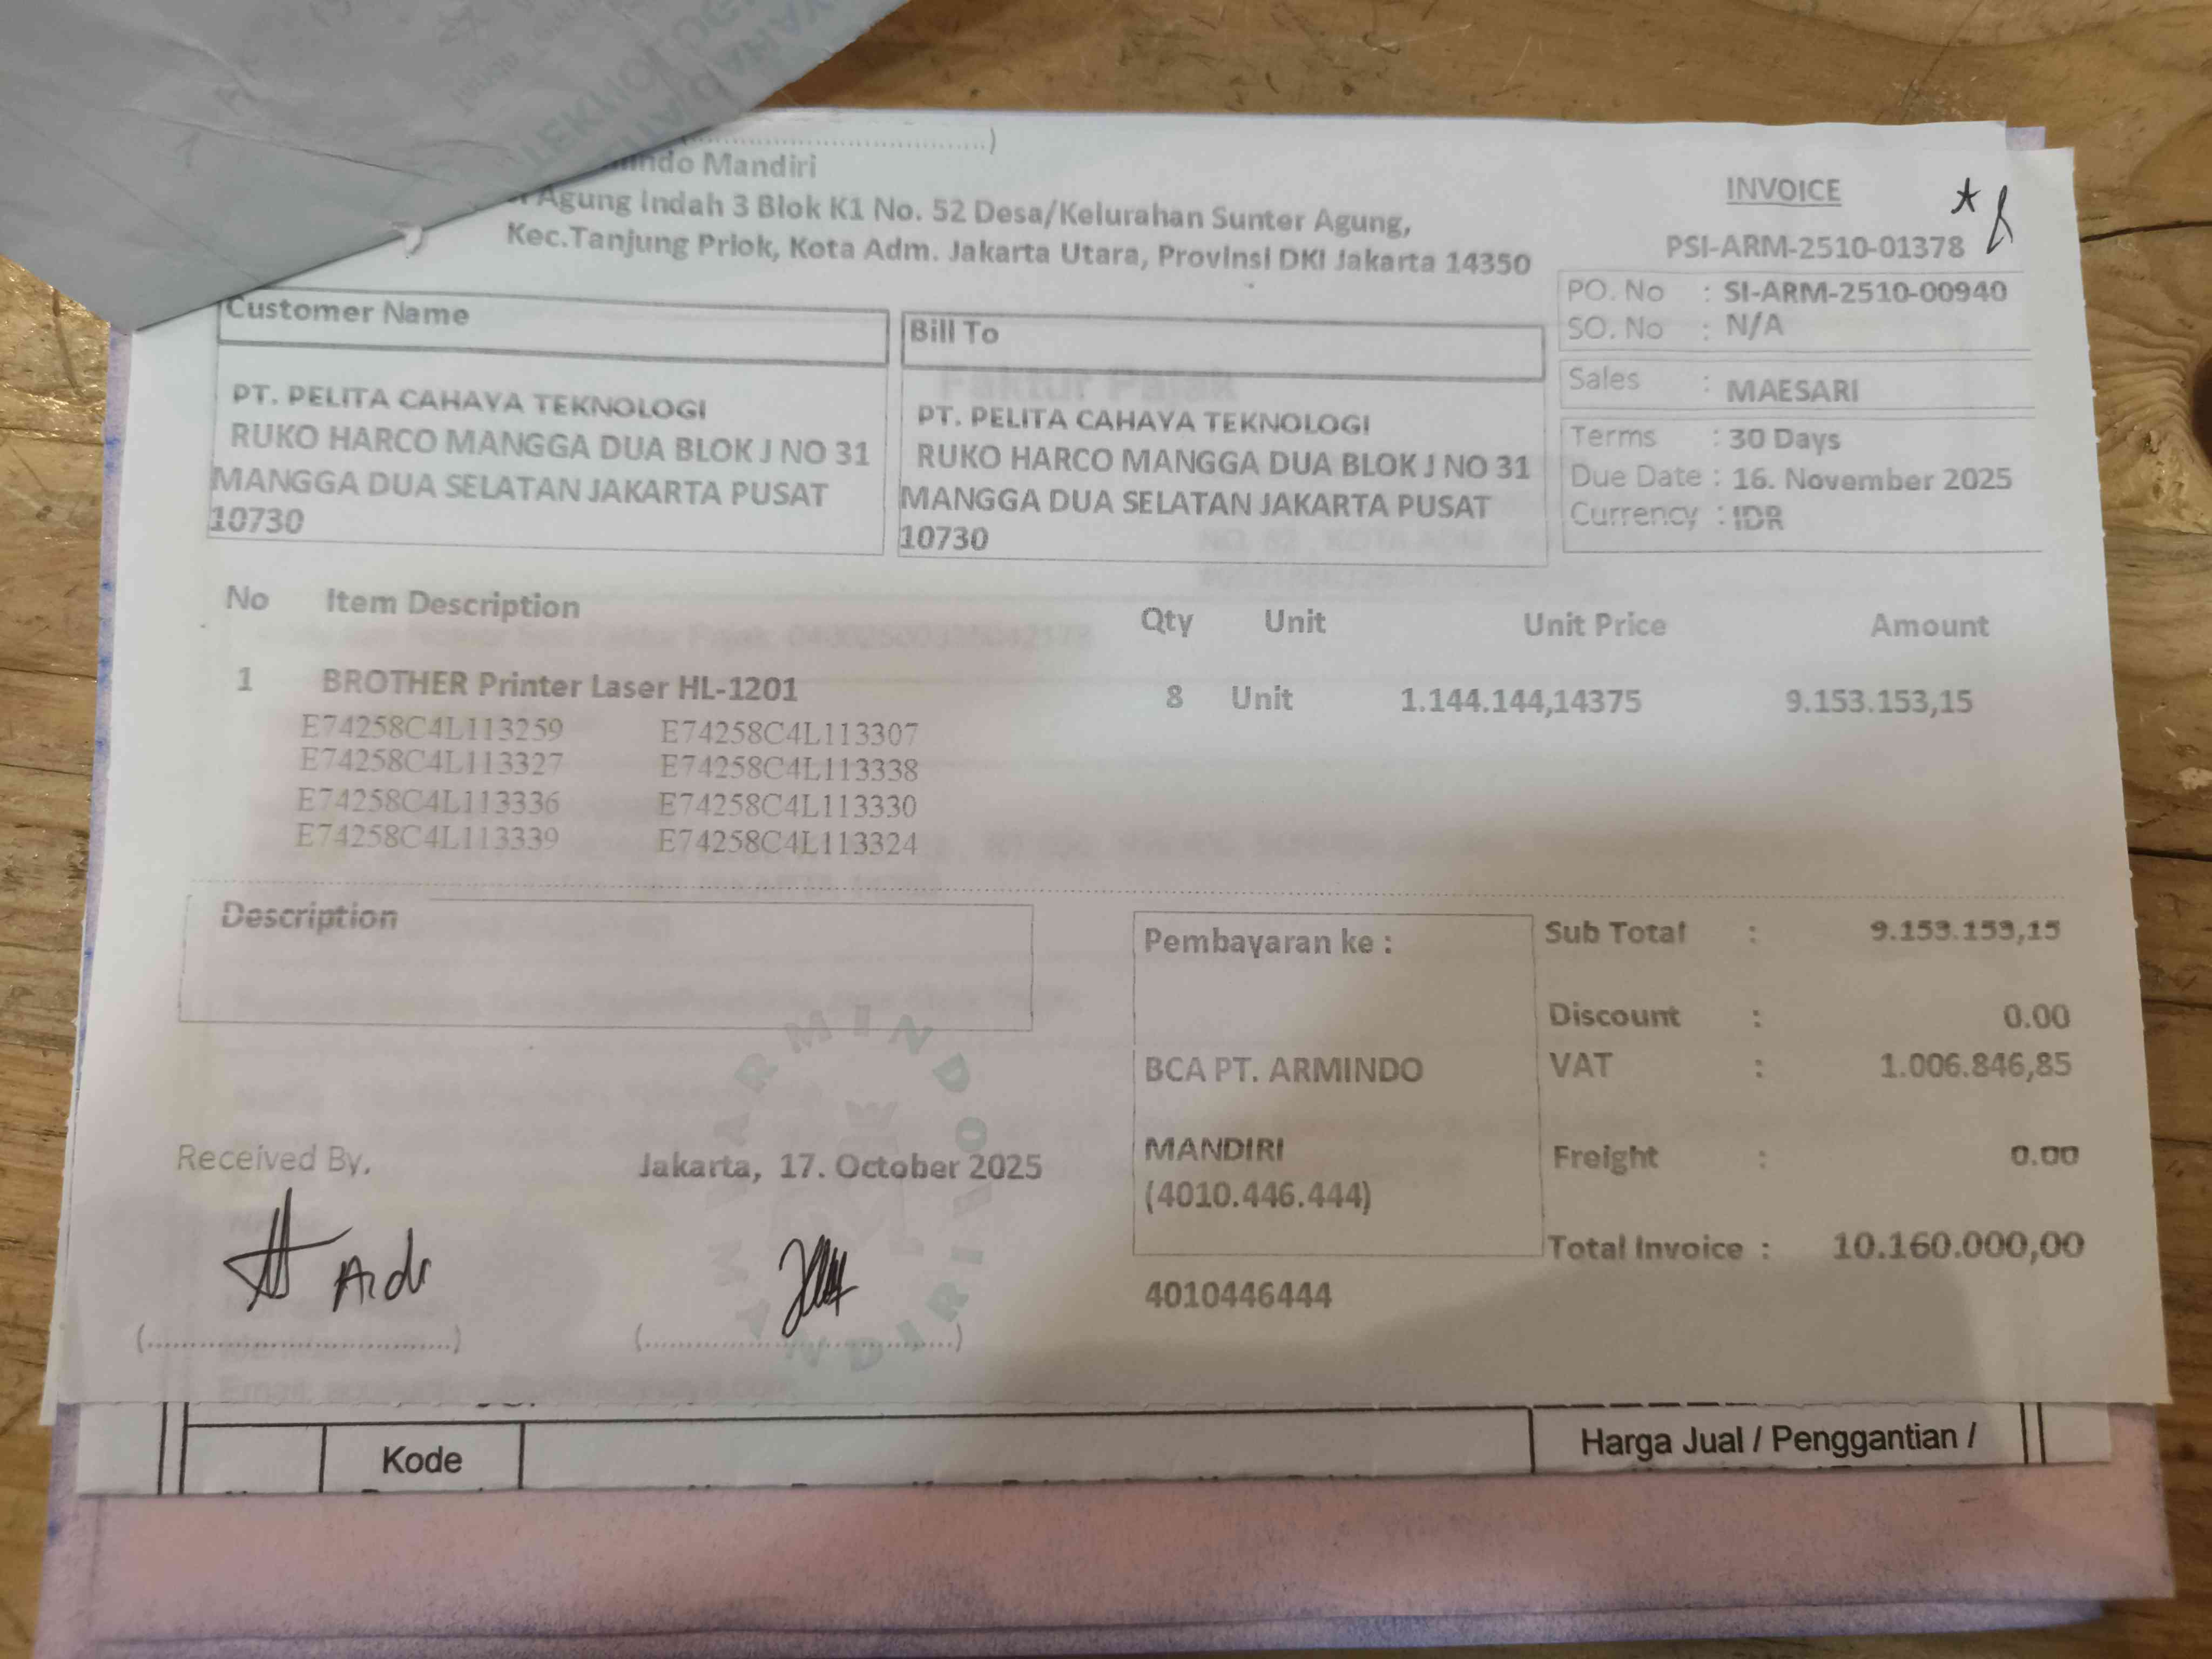 Mandiri
Agung Indah 3 Blok K1 No. 52 Desa/Kelurahan Sunter Agung,
Kec.Tanjung Priok, Kota Adm. Jakarta Utara, Provinsi DKI Jakarta 14350
INVOICE
PSI-ARM-2510-01378
PO. No : SI-ARM-2510-00940
SO. No : N/A
Sales : MAESARI
Terms : 30 Days
Due Date : 16. November 2025
Currency : IDR
Customer Name
PT. PELITA CAHAYA TEKNOLOGI
RUKO HARCO MANGGA DUA BLOK J NO 31
MANGGA DUA SELATAN JAKARTA PUSAT
10730
Bill To
PT. PELITA CAHAYA TEKNOLOGI
RUKO HARCO MANGGA DUA BLOK J NO 31
MANGGA DUA SELATAN JAKARTA PUSAT
10730
Faktur Pajak
No Item Description Qty Unit Unit Price Amount
1 BROTHER Printer Laser HL-1201 8 Unit 1.144.144,14375 9.153.153,15
E74258C4L113259 E74258C4L113307
E74258C4L113327 E74258C4L113338
E74258C4L113336 E74258C4L113330
E74258C4L113339 E74258C4L113324
Description
Pembayaran ke :
BCA PT. ARMINDO
MANDIRI
(4010.446.444)
4010446444
Sub Total : 9.153.153,15
Discount : 0.00
VAT : 1.006.846,85
Freight : 0.00
Total Invoice : 10.160.000,00
Received By,
Ardi
Jakarta, 17. October 2025
ARMINDO MANDIRI
Kode
Harga Jual / Penggantian /